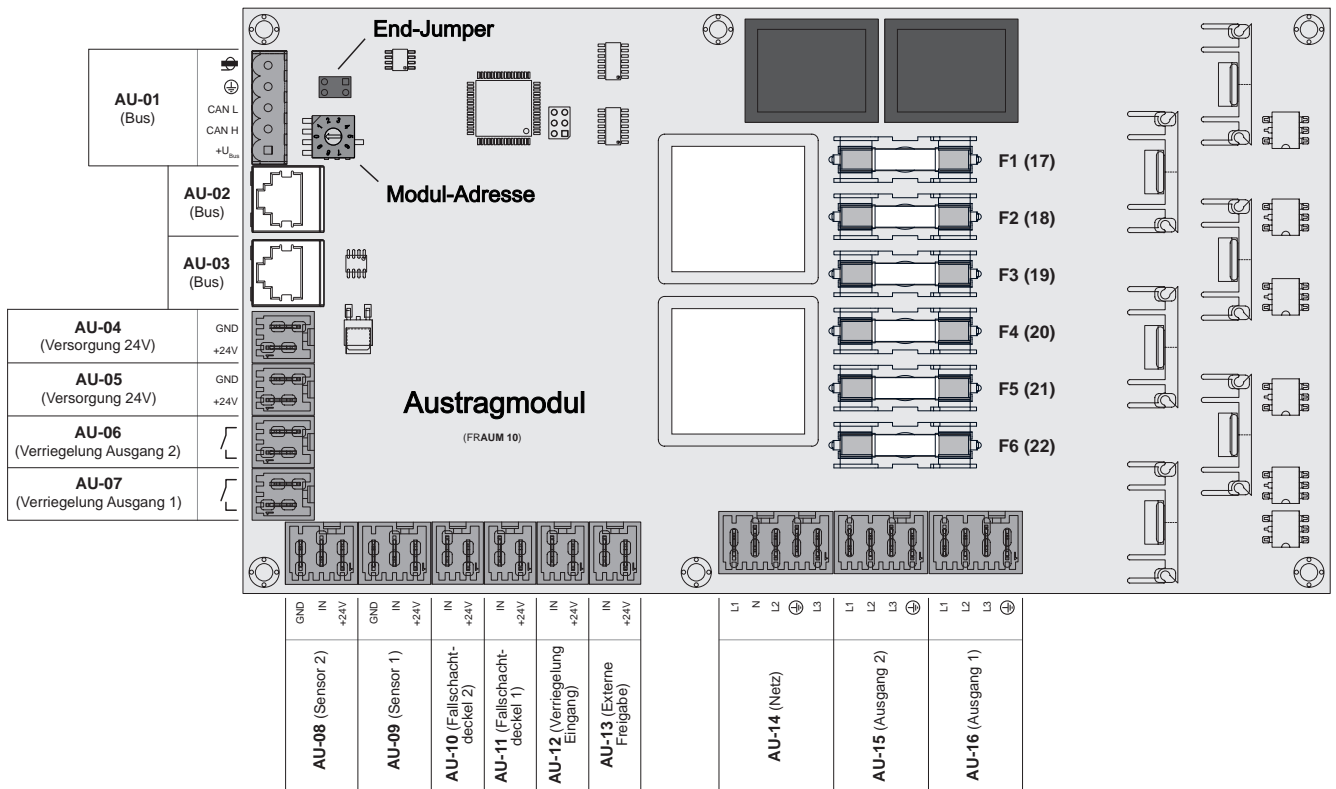 End-Jumper
AU-01
(Bus)
CAN L
CAN H
+U Bus
Modul-Adresse
AU-02
(Bus)
AU-03
(Bus)
AU-04
(Versorgung 24V)
GND
+24V
AU-05
(Versorgung 24V)
GND
+24V
AU-06
(Verriegelung Ausgang 2)
AU-07
(Verriegelung Ausgang 1)
Austragmodul
(FRAUM 10)
F1 (17)
F2 (18)
F3 (19)
F4 (20)
F5 (21)
F6 (22)
GND IN +24V
GND IN +24V
IN +24V
IN +24V
IN +24V
IN +24V
L1 N L2 L3
L1 L2 L3
L1 L2 L3
AU-08 (Sensor 2)
AU-09 (Sensor 1)
AU-10 (Fallschacht-
deckel 2)
AU-11 (Fallschacht-
deckel 1)
AU-12 (Verriegelung
Eingang)
AU-13 (Externe
Freigabe)
AU-14 (Netz)
AU-15 (Ausgang 2)
AU-16 (Ausgang 1)